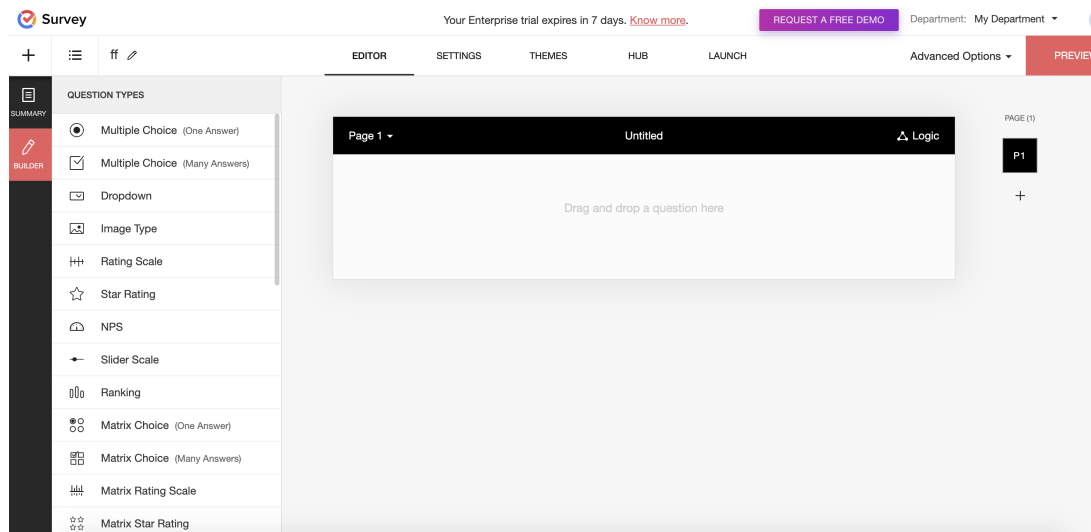 Survey
Your Enterprise trial expires in 7 days. Know more.
REQUEST A FREE DEMO
Department: My Department
ff
EDITOR
SETTINGS
THEMES
HUB
LAUNCH
Advanced Options
PREVIEW
SUMMARY
BUILDER
QUESTION TYPES
Multiple Choice (One Answer)
Multiple Choice (Many Answers)
Dropdown
Image Type
Rating Scale
Star Rating
NPS
Slider Scale
Ranking
Matrix Choice (One Answer)
Matrix Choice (Many Answers)
Matrix Rating Scale
Matrix Star Rating
Page 1
Untitled
Logic
Drag and drop a question here
PAGE (1)
P1